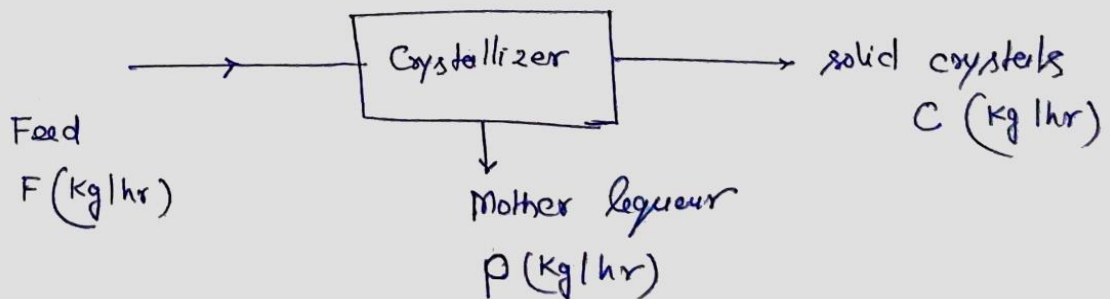 Crystallizer
solid crystals
C (Kg/hr)
Feed
F (Kg/hr)
Mother lequeur
P (Kg/hr)